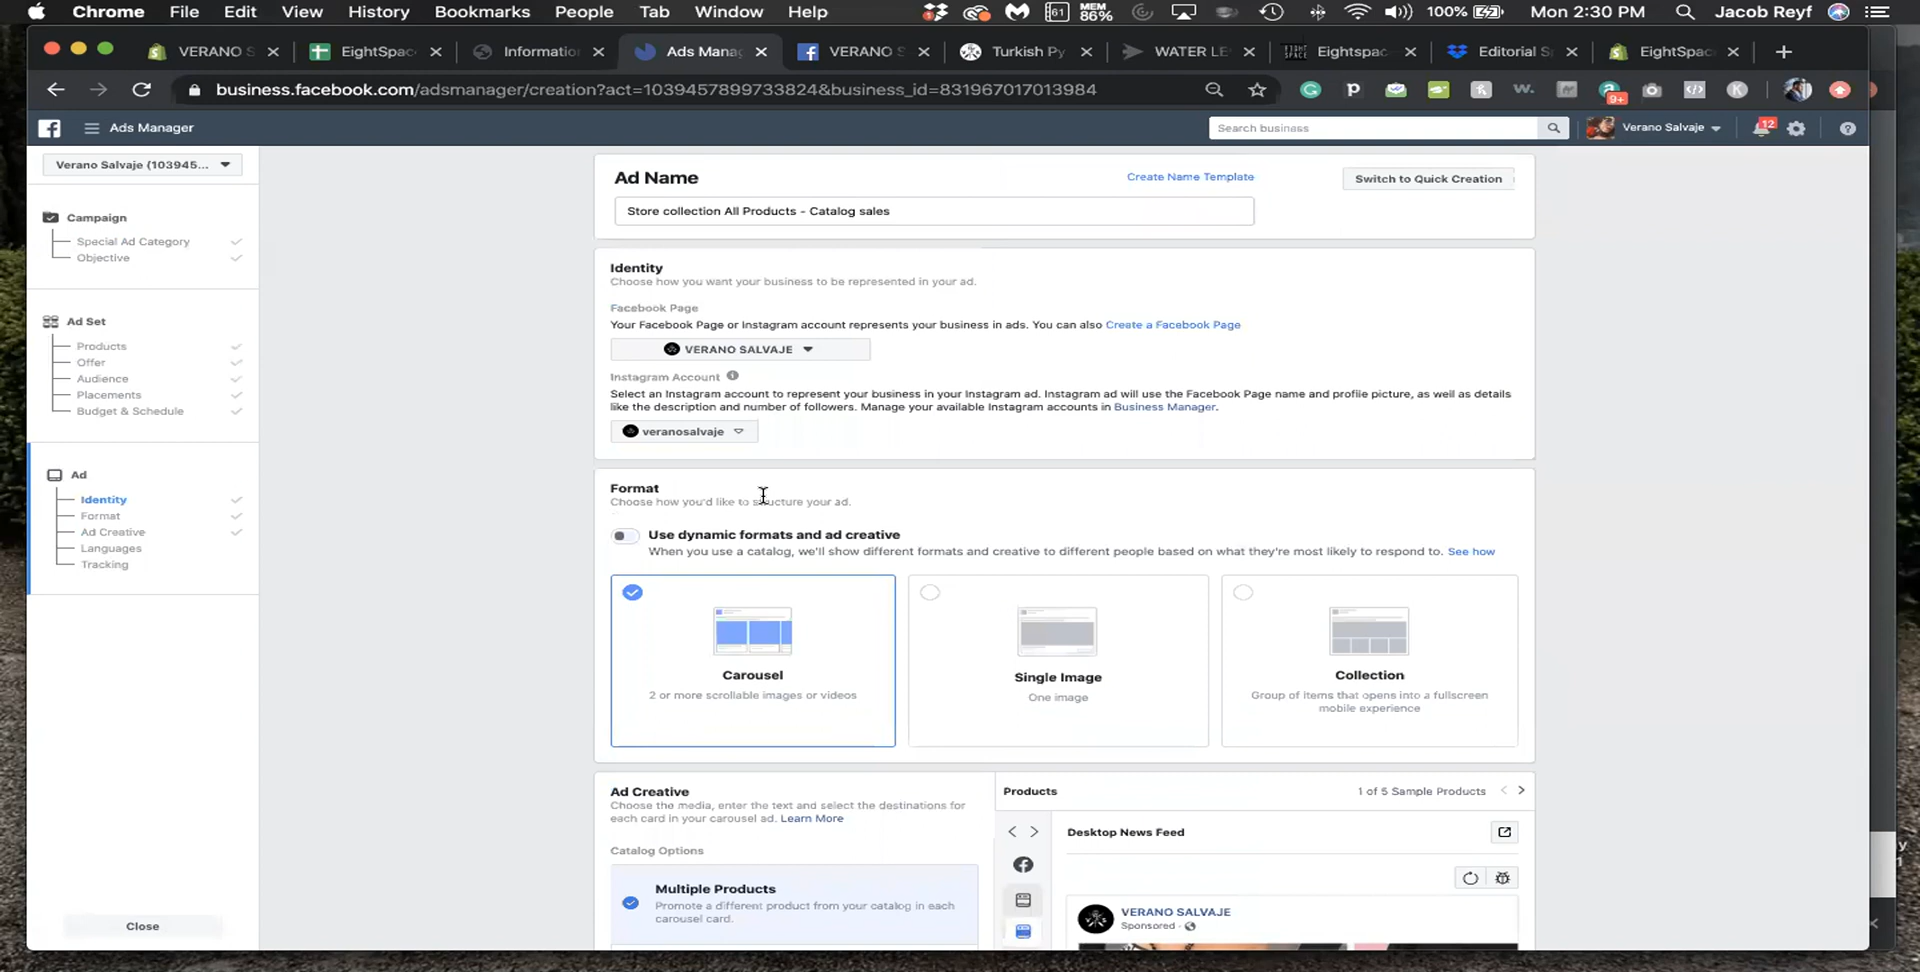 Chrome File Edit View History Bookmarks People Tab Window Help 1 61 MEM 86% 100% Mon 2:30 PM Jacob Reyf
VERANO S EightSpac Informatio Ads Manag VERANO S Turkish Py WATER LE Eightspac Editorial S EightSpac
business.facebook.com/adsmanager/creation?act=1039457899733824&business_id=831967017013984 9+
Ads Manager Search business Verano Salvaje 12
Verano Salvaje (103945...
Campaign
Special Ad Category
Objective
Ad Set
Products
Offer
Audience
Placements
Budget & Schedule
Ad
Identity
Format
Ad Creative
Languages
Tracking
Close
Ad Name Create Name Template Switch to Quick Creation
Store collection All Products - Catalog sales
Identity
Choose how you want your business to be represented in your ad.
Facebook Page
Your Facebook Page or Instagram account represents your business in ads. You can also Create a Facebook Page
VERANO SALVAJE
Instagram Account
Select an Instagram account to represent your business in your Instagram ad. Instagram ad will use the Facebook Page name and profile picture, as well as details
like the description and number of followers. Manage your available Instagram accounts in Business Manager.
veranosalvaje
Format
Choose how you'd like to structure your ad.
Use dynamic formats and ad creative
When you use a catalog, we'll show different formats and creative to different people based on what they're most likely to respond to. See how
Carousel
2 or more scrollable images or videos
Single Image
One image
Collection
Group of items that opens into a fullscreen
mobile experience
Ad Creative
Choose the media, enter the text and select the destinations for
each card in your carousel ad. Learn More
Catalog Options
Multiple Products
Promote a different product from your catalog in each
carousel card.
Products 1 of 5 Sample Products
Desktop News Feed
VERANO SALVAJE
Sponsored ·